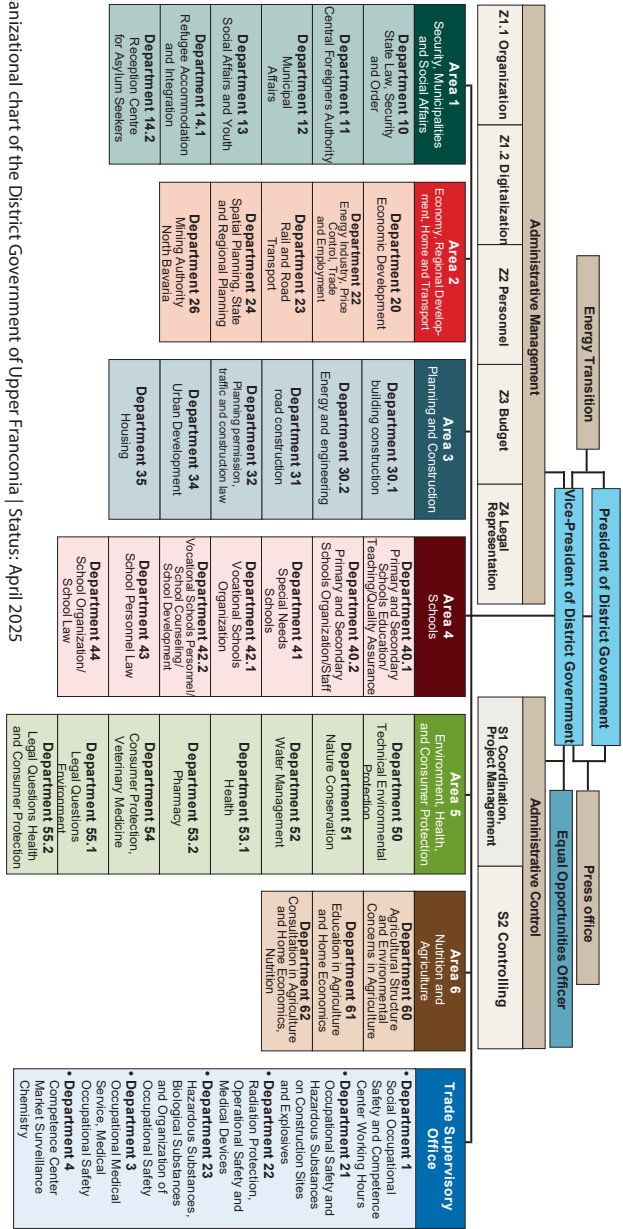 President of District Government
Vice-President of District Government
Energy Transition
Press office
Equal Opportunities Officer
Administrative Management
Z1.1 Organization
Z1.2 Digitalization
Z2 Personnel
Z3 Budget
Z4 Legal
Representation
Administrative Control
S1 Coordination,
Project Management
S2 Controlling
Area 1
Security, Municipalities
and Social Affairs
Department 10
State Law, Security
and Order
Department 11
Central Foreigners Authority
Department 12
Municipal
Affairs
Department 13
Social Affairs and Youth
Department 14.1
Refugee Accommodation
and Integration
Department 14.2
Reception Centre
for Asylum Seekers
Area 2
Economy, Regional Develop-
ment, Home and Transport
Department 20
Economic Development
Department 22
Energy Industry, Price
Control, Trade
and Employment
Department 23
Rail and Road
Transport
Department 24
Spatial Planning, State
and Regional Planning
Department 26
Mining Authority
North Bavaria
Area 3
Planning and Construction
Department 30.1
building construction
Department 30.2
Energy and engineering
Department 31
road construction
Department 32
Planning permission,
traffic and construction law
Department 34
Urban Development
Department 35
Housing
Area 4
Schools
Department 40.1
Primary and Secondary
Schools Education/
Teaching/Quality Assurance
Department 40.2
Primary and Secondary
Schools Organization/Staff
Department 41
Special Needs
Schools
Department 42.1
Vocational Schools
Organization
Department 42.2
Vocational Schools Personnel/
School Counseling/
School Development
Department 43
School Personnel Law
Department 44
School Organization/
School Law
Area 5
Environment, Health,
and Consumer Protection
Department 50
Technical Environmental
Protection
Department 51
Nature Conservation
Department 52
Water Management
Department 53.1
Health
Department 53.2
Pharmacy
Department 54
Consumer Protection,
Veterinary Medicine
Department 55.1
Legal Questions
Environment
Department 55.2
Legal Questions Health
and Consumer Protection
Area 6
Nutrition and
Agriculture
Department 60
Agricultural Structure
and Environmental
Concerns in Agriculture
Department 61
Education in Agriculture
and Home Economics
Department 62
Consultation in Agriculture
and Home Economics,
Nutrition
Trade Supervisory
Office
• Department 1
Social Occupational
Safety and Competence
Center Working Hours
• Department 21
Occupational Safety and
Hazardous Substances
on Construction Sites
and Explosives
• Department 22
Radiation Protection,
Operational Safety and
Medical Devices
• Department 23
Hazardous Substances,
Biological Substances,
and Organization of
Occupational Safety
• Department 3
Occupational Medical
Service, Medical
Occupational Safety
• Department 4
Competence Center
Market Surveillance
Chemistry
anizational chart of the District Government of Upper Franconia | Status: April 2025